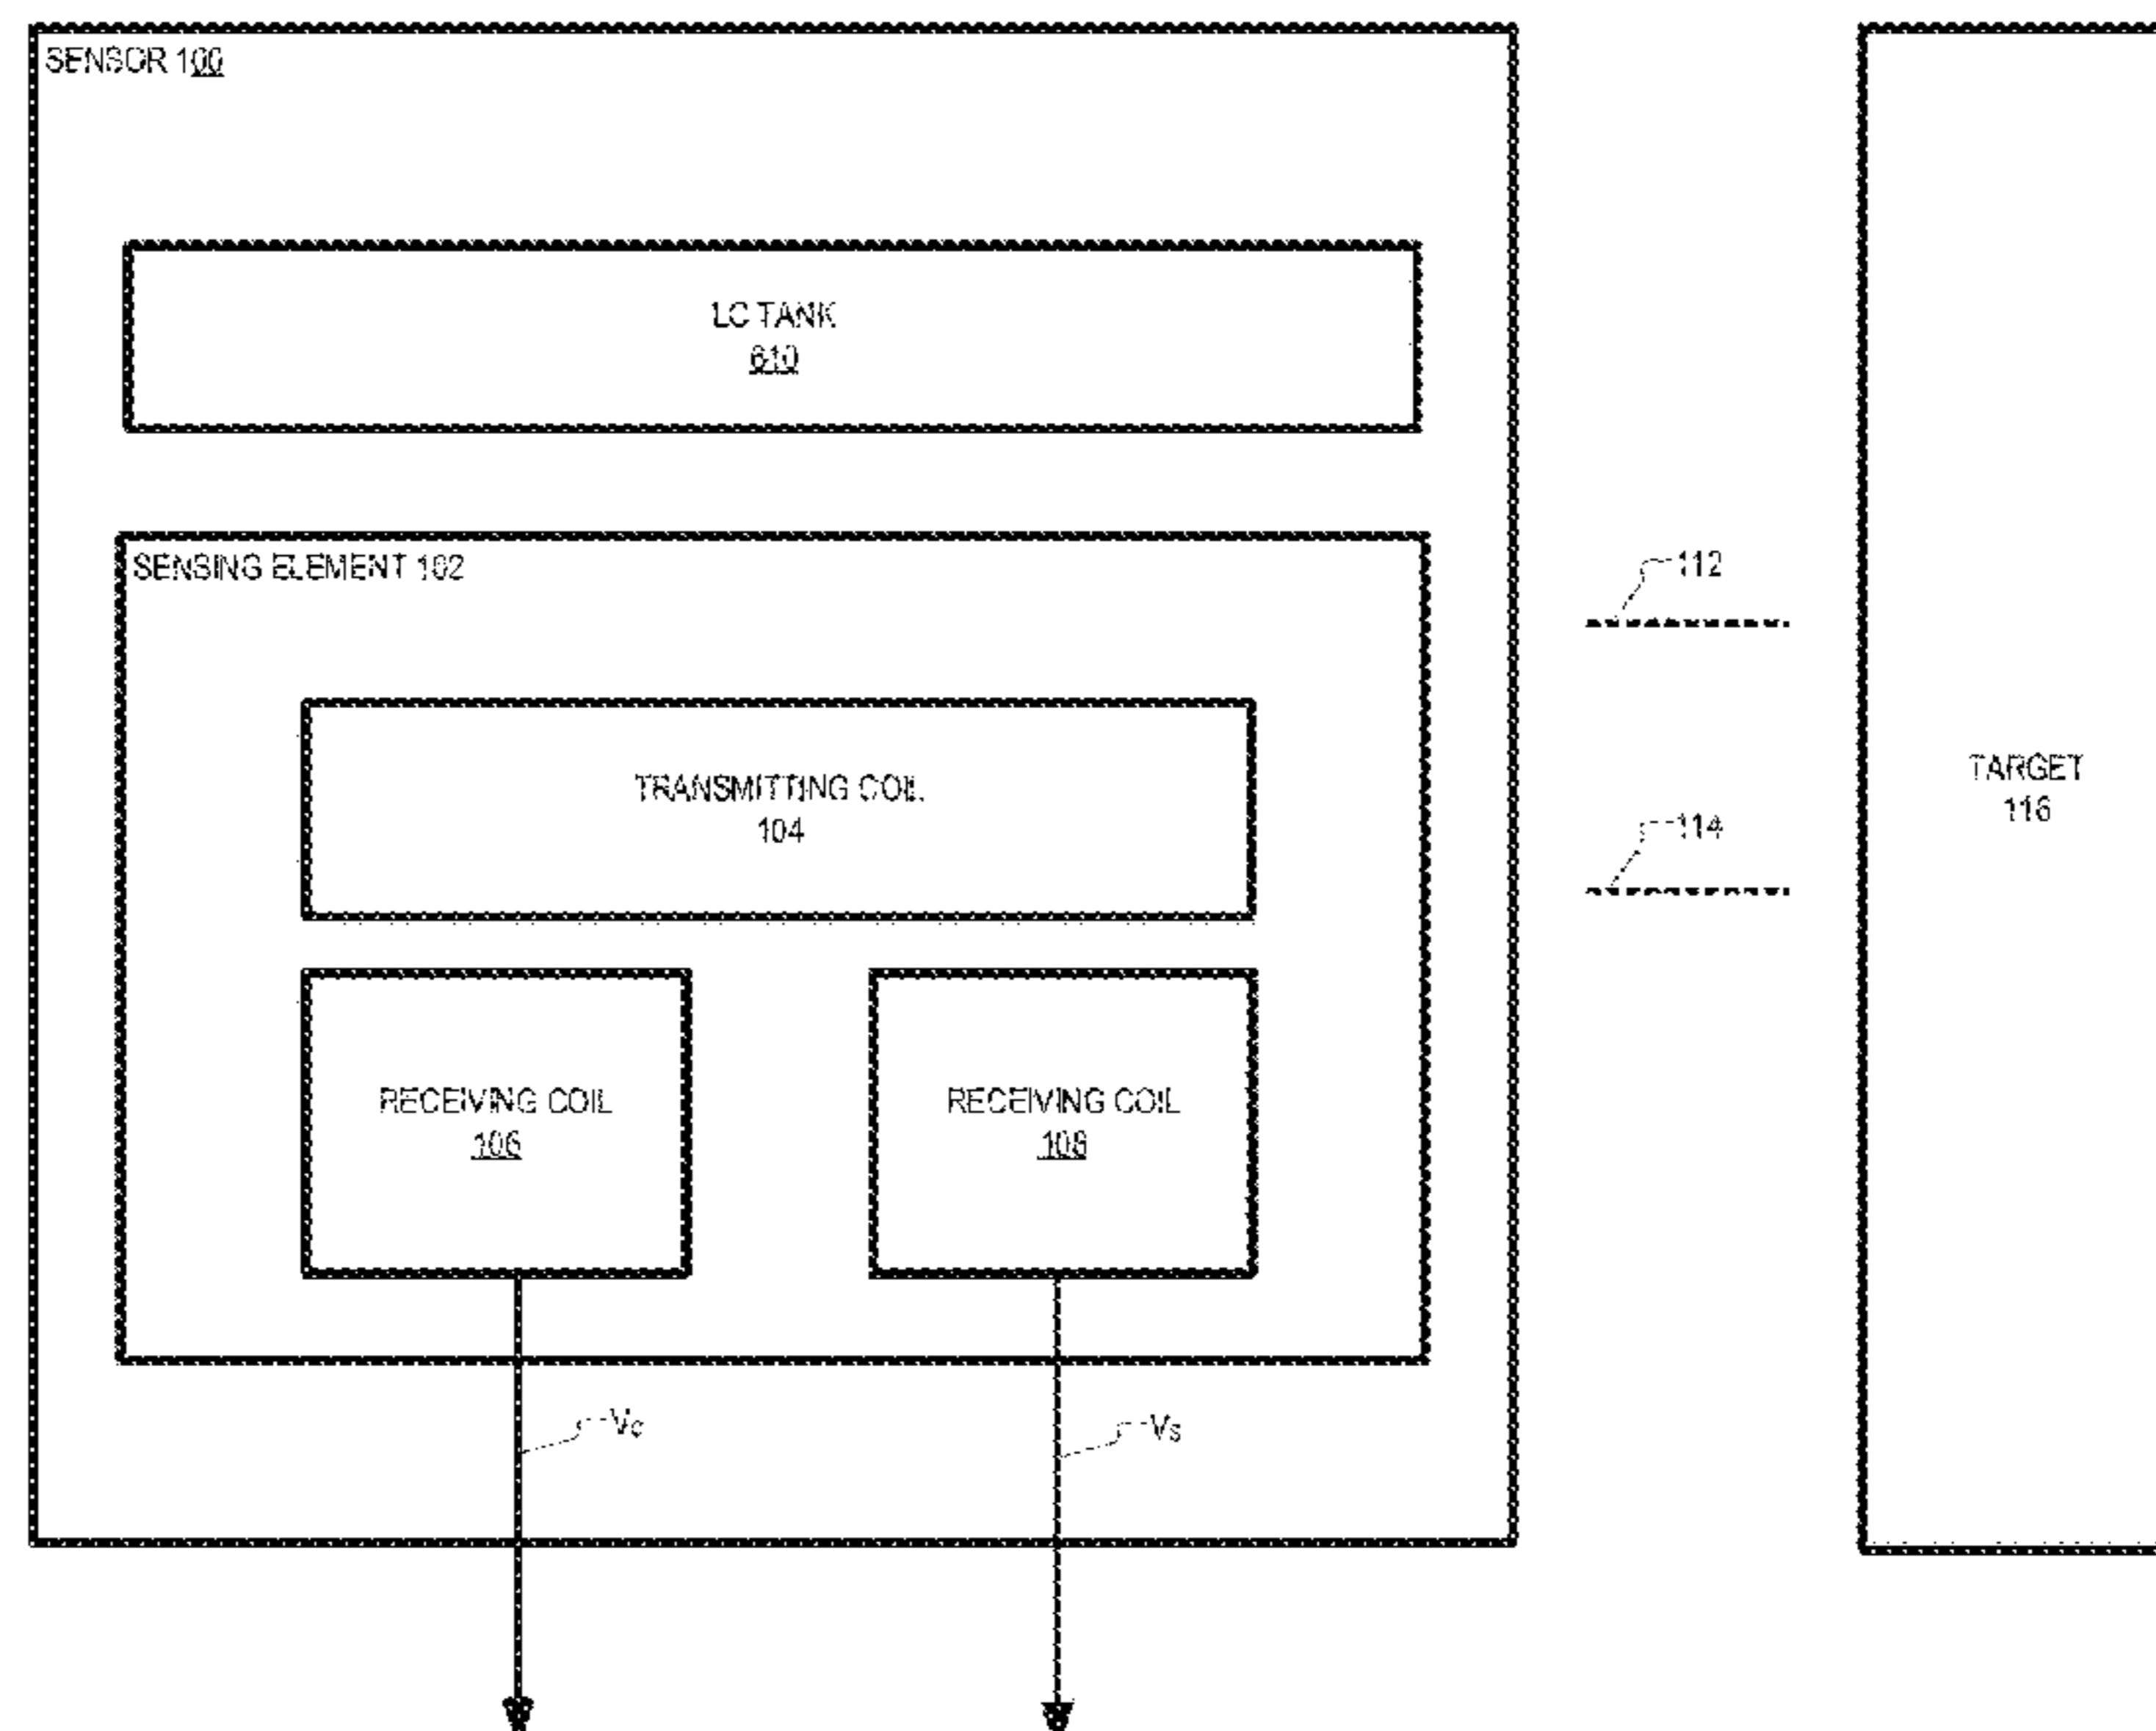 SENSOR 100
LC TANK
610
SENSING ELEMENT 102
TRANSMITTING COIL
104
RECEIVING COIL
106
RECEIVING COIL
108
Vc
Vs
112
114
TARGET
116